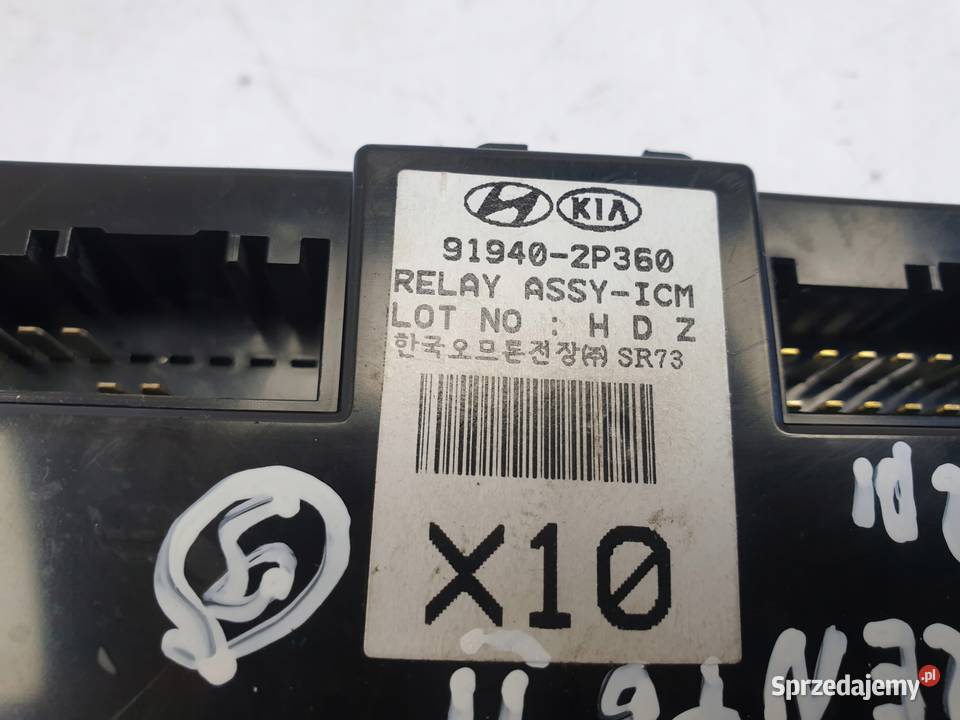 KIA
91940-2P360
RELAY ASSY-ICM
LOT NO : H D Z
한국오므론전장㈜ SR73
X10
Sprzedajemy.pl